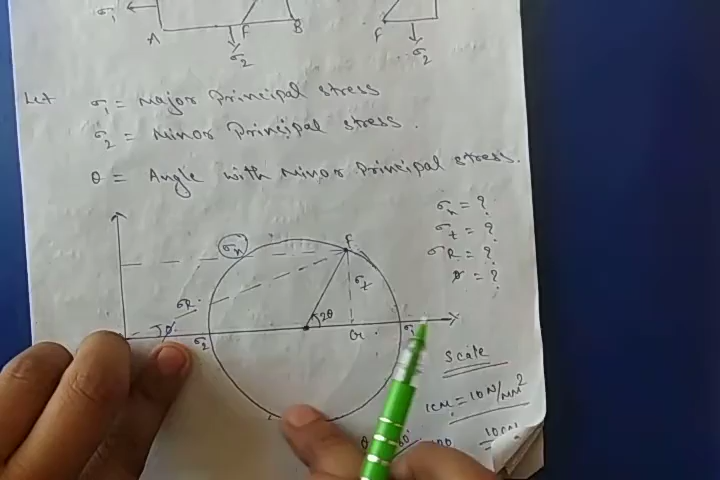 σ₁
A
F
B
σ₂
F
σ₂
Let σ₁ = Major Principal stress
σ₂ = Minor Principal stress.
θ = Angle with Minor Principal stress.
σₙ = ?
σₜ = ?
σR = ?
ϕ = ?
σₙ
F
σR
σₜ
ϕ
2θ
σ₂
G
σ₁
Scale
1cm = 10N/mm²